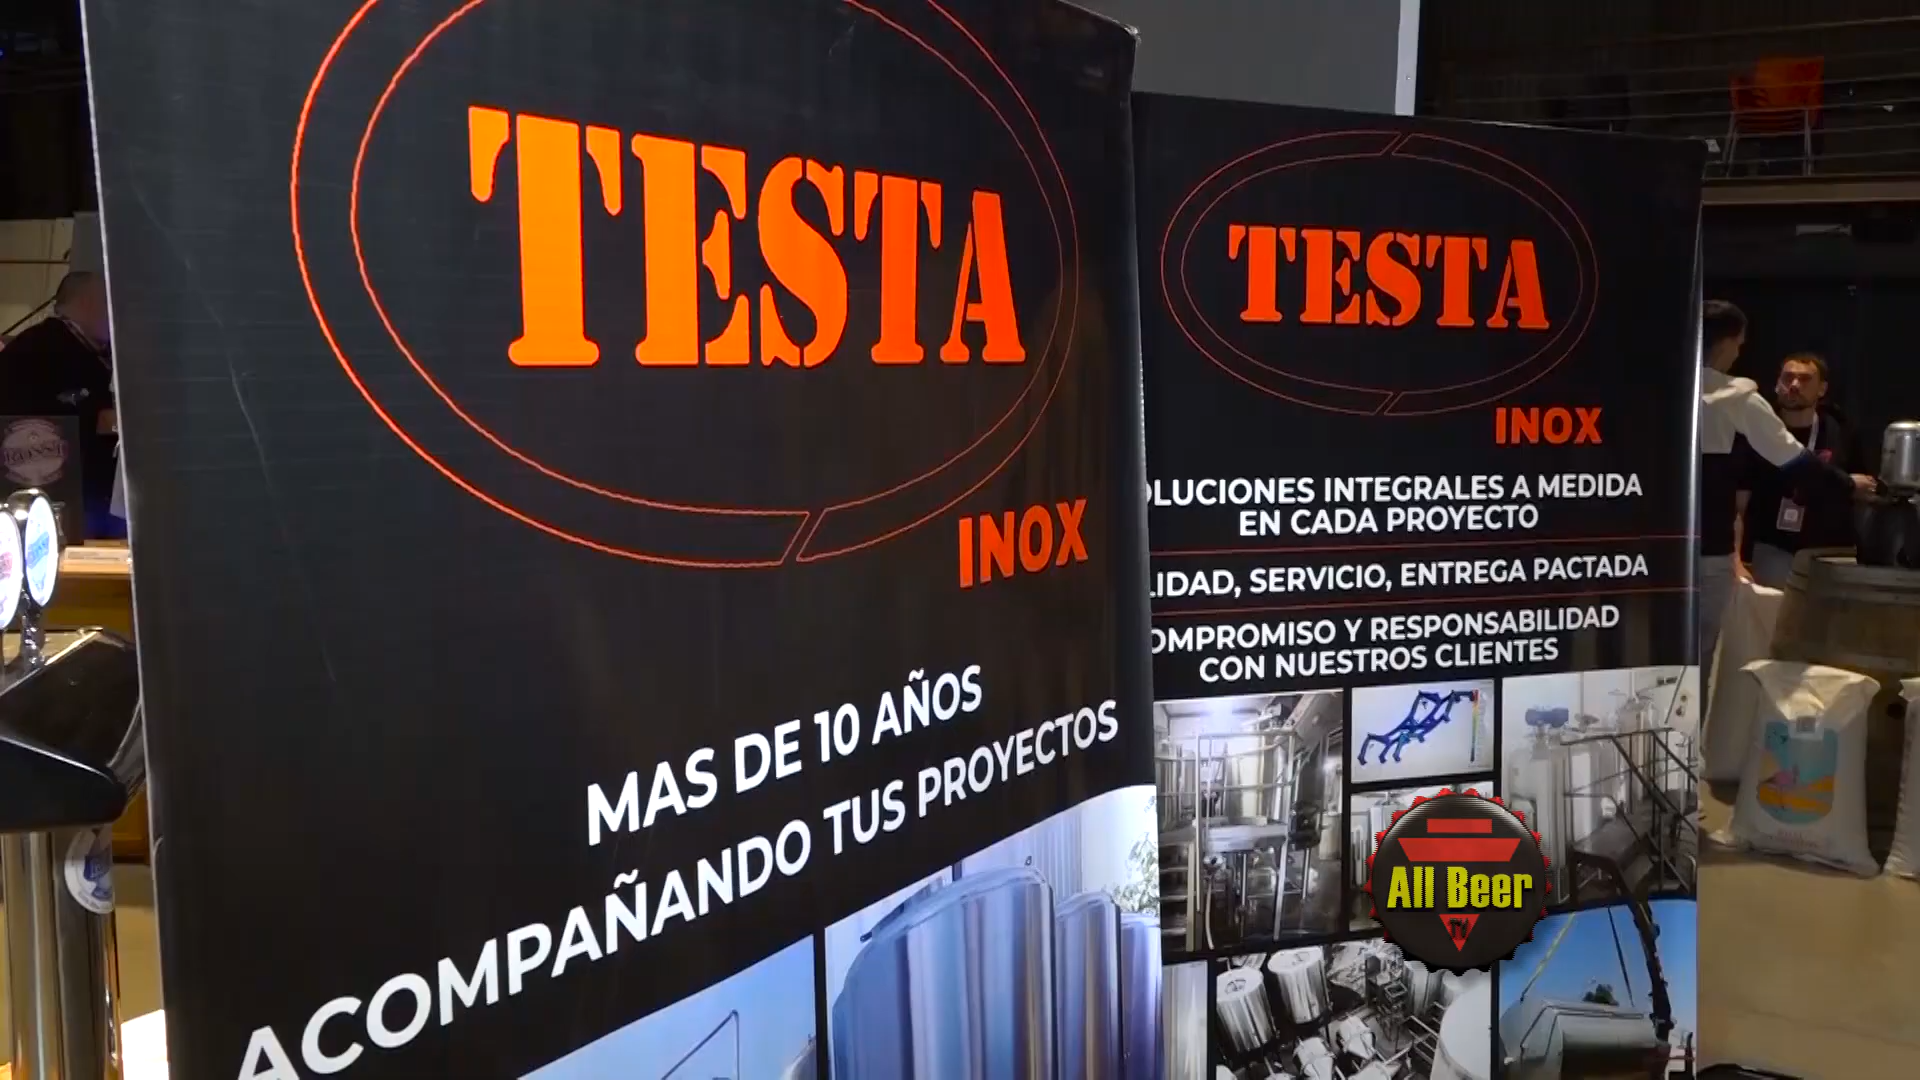 TESTA
INOX
MAS DE 10 AÑOS
ACOMPAÑANDO TUS PROYECTOS
TESTA
INOX
OLUCIONES INTEGRALES A MEDIDA
EN CADA PROYECTO
LIDAD, SERVICIO, ENTREGA PACTADA
OMPROMISO Y RESPONSABILIDAD
CON NUESTROS CLIENTES
All Beer
TV